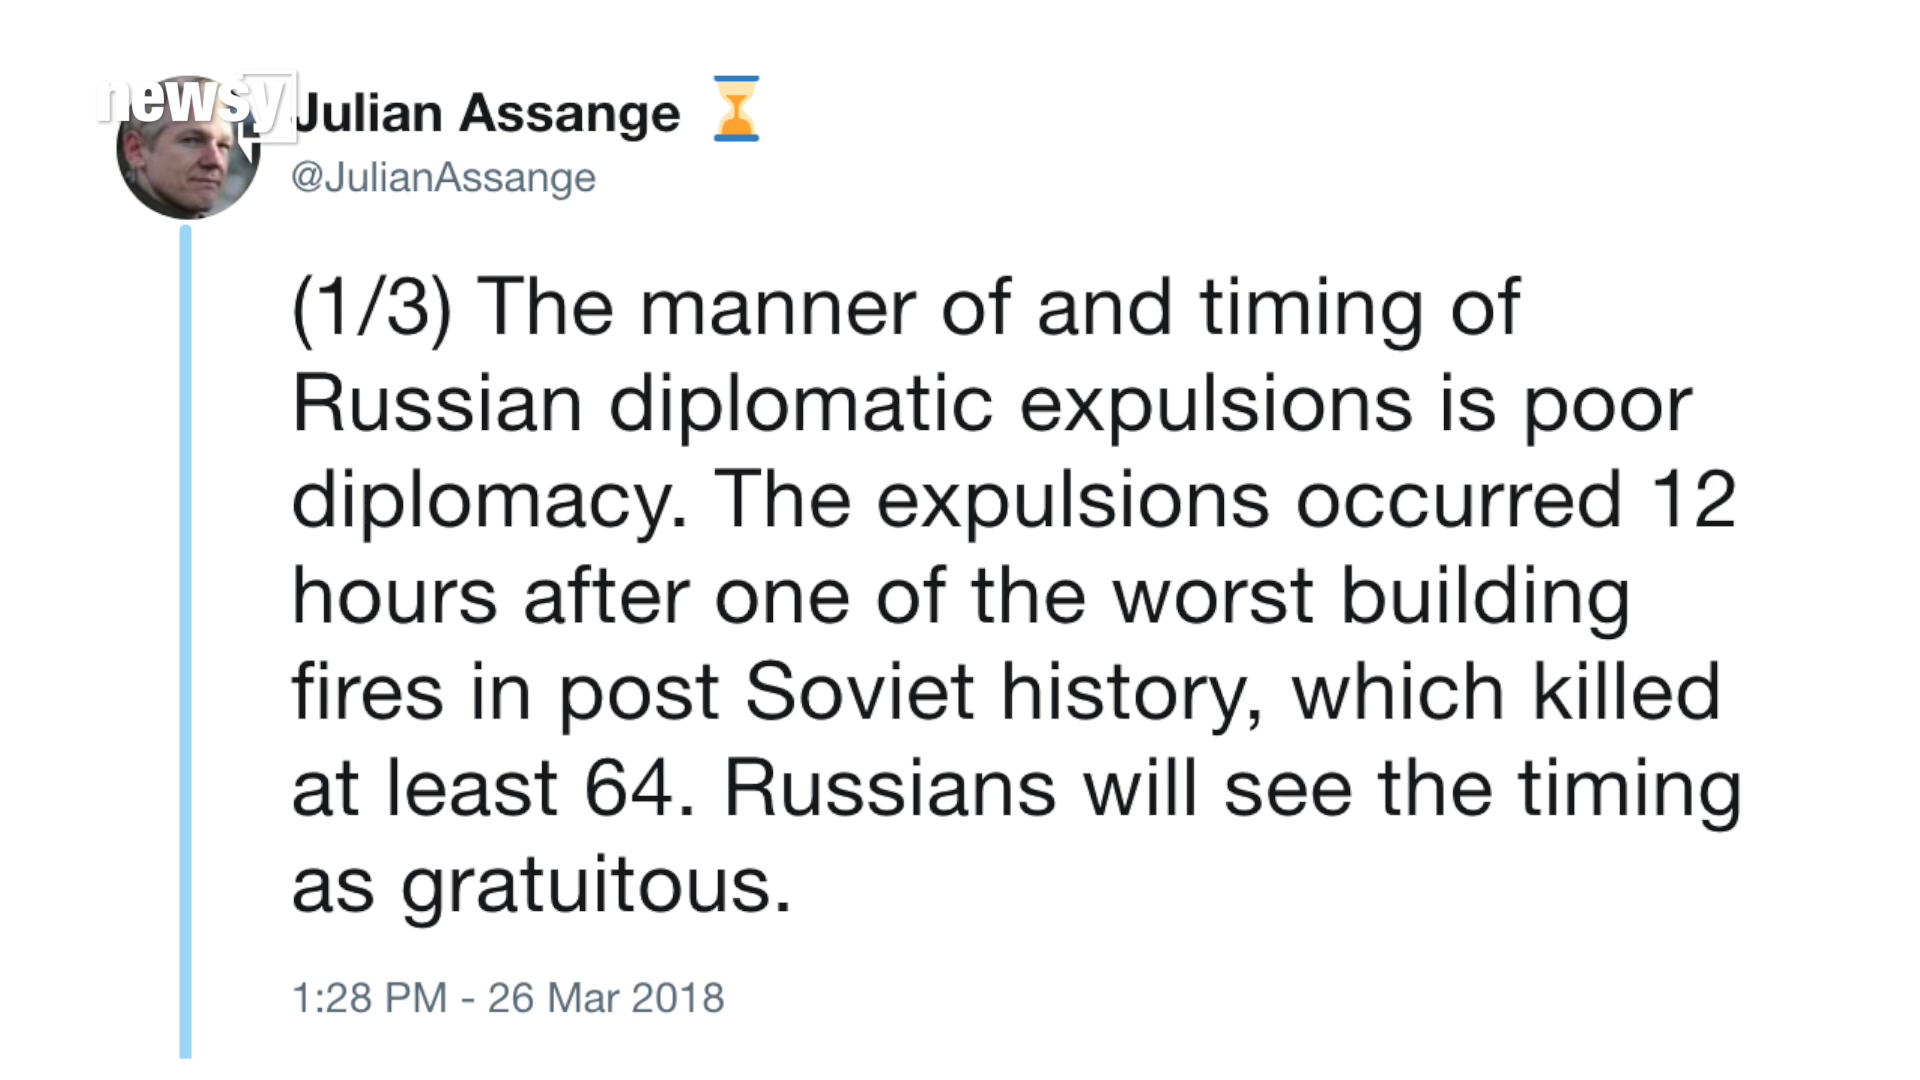 newsy
Julian Assange ⏳
@JulianAssange
(1/3) The manner of and timing of
Russian diplomatic expulsions is poor
diplomacy. The expulsions occurred 12
hours after one of the worst building
fires in post Soviet history, which killed
at least 64. Russians will see the timing
as gratuitous.
1:28 PM - 26 Mar 2018